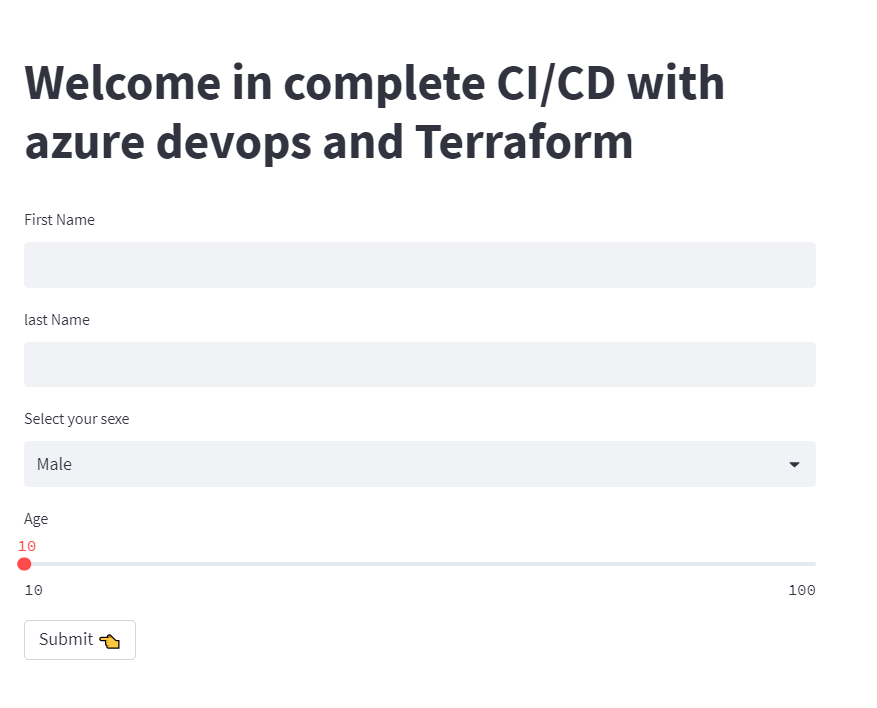 Welcome in complete CI/CD with
azure devops and Terraform
First Name
last Name
Select your sexe
Male
Age
10
10 100
Submit 👈